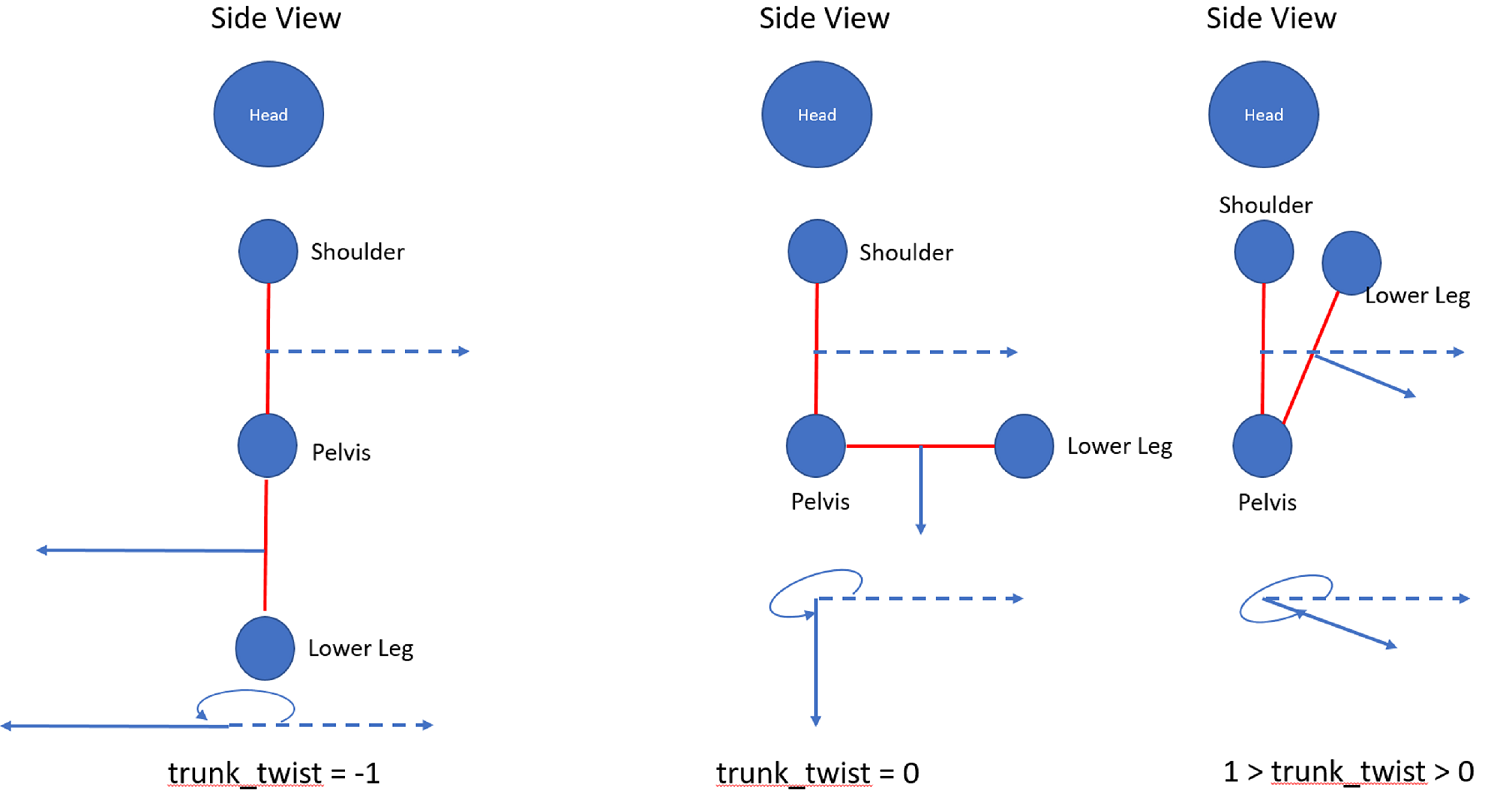 Side View
Side View
Side View
Head
Head
Head
Shoulder
Shoulder
Shoulder
Lower Leg
Pelvis
Lower Leg
Pelvis
Pelvis
Lower Leg
trunk_twist = -1
trunk_twist = 0
1 > trunk_twist > 0